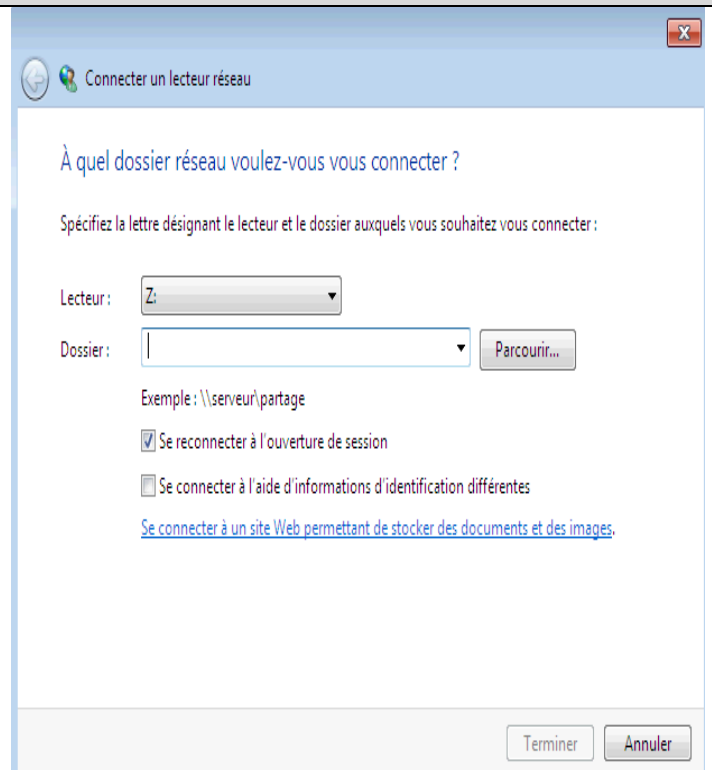 Connecter un lecteur réseau
À quel dossier réseau voulez-vous vous connecter ?
Spécifiez la lettre désignant le lecteur et le dossier auxquels vous souhaitez vous connecter :
Lecteur : Z:
Dossier : Parcourir...
Exemple : \\serveur\partage
Se reconnecter à l'ouverture de session
Se connecter à l'aide d'informations d'identification différentes
Se connecter à un site Web permettant de stocker des documents et des images.
Terminer Annuler